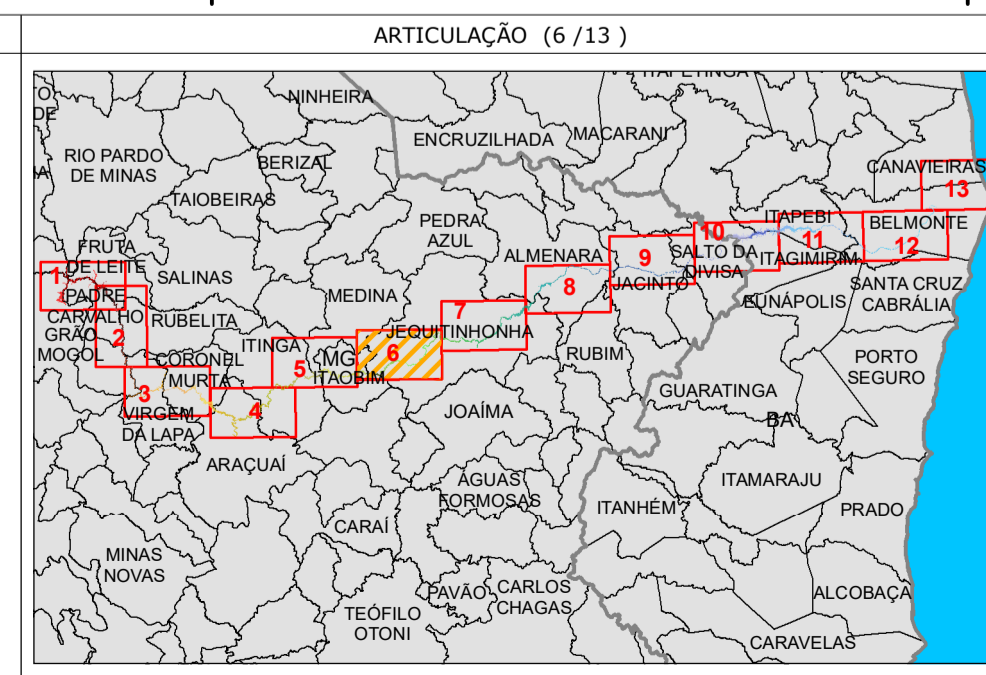 ARTICULAÇÃO (6 /13 )
ITAPETINGA
NINHEIRA
DE
ENCRUZILHADA
MACARANI
RIO PARDO
DE MINAS
BERIZAL
CANAVIEIRAS
13
TAIOBEIRAS
PEDRA
AZUL
ITAPEBI
BELMONTE
10
11
12
FRUTA
DE LEITE
ALMENARA
9
SALTO DA
DIVISA
ITAGIMIRIM
1
SALINAS
8
JACINTO
SANTA CRUZ
CABRÁLIA
PADRE
CARVALHO
MEDINA
EUNÁPOLIS
7
RUBELITA
GRÃO
MOGOL
2
JEQUITINHONHA
ITINGA
6
MG
RUBIM
PORTO
SEGURO
CORONEL
MURTA
5
ITAOBIM
3
GUARATINGA
4
JOAÍMA
VIRGEM
DA LAPA
BA
ARAÇUAÍ
ÁGUAS
FORMOSAS
ITAMARAJU
ITANHÉM
PRADO
CARAÍ
MINAS
NOVAS
PAVÃO
CARLOS
CHAGAS
ALCOBAÇA
TEÓFILO
OTONI
CARAVELAS